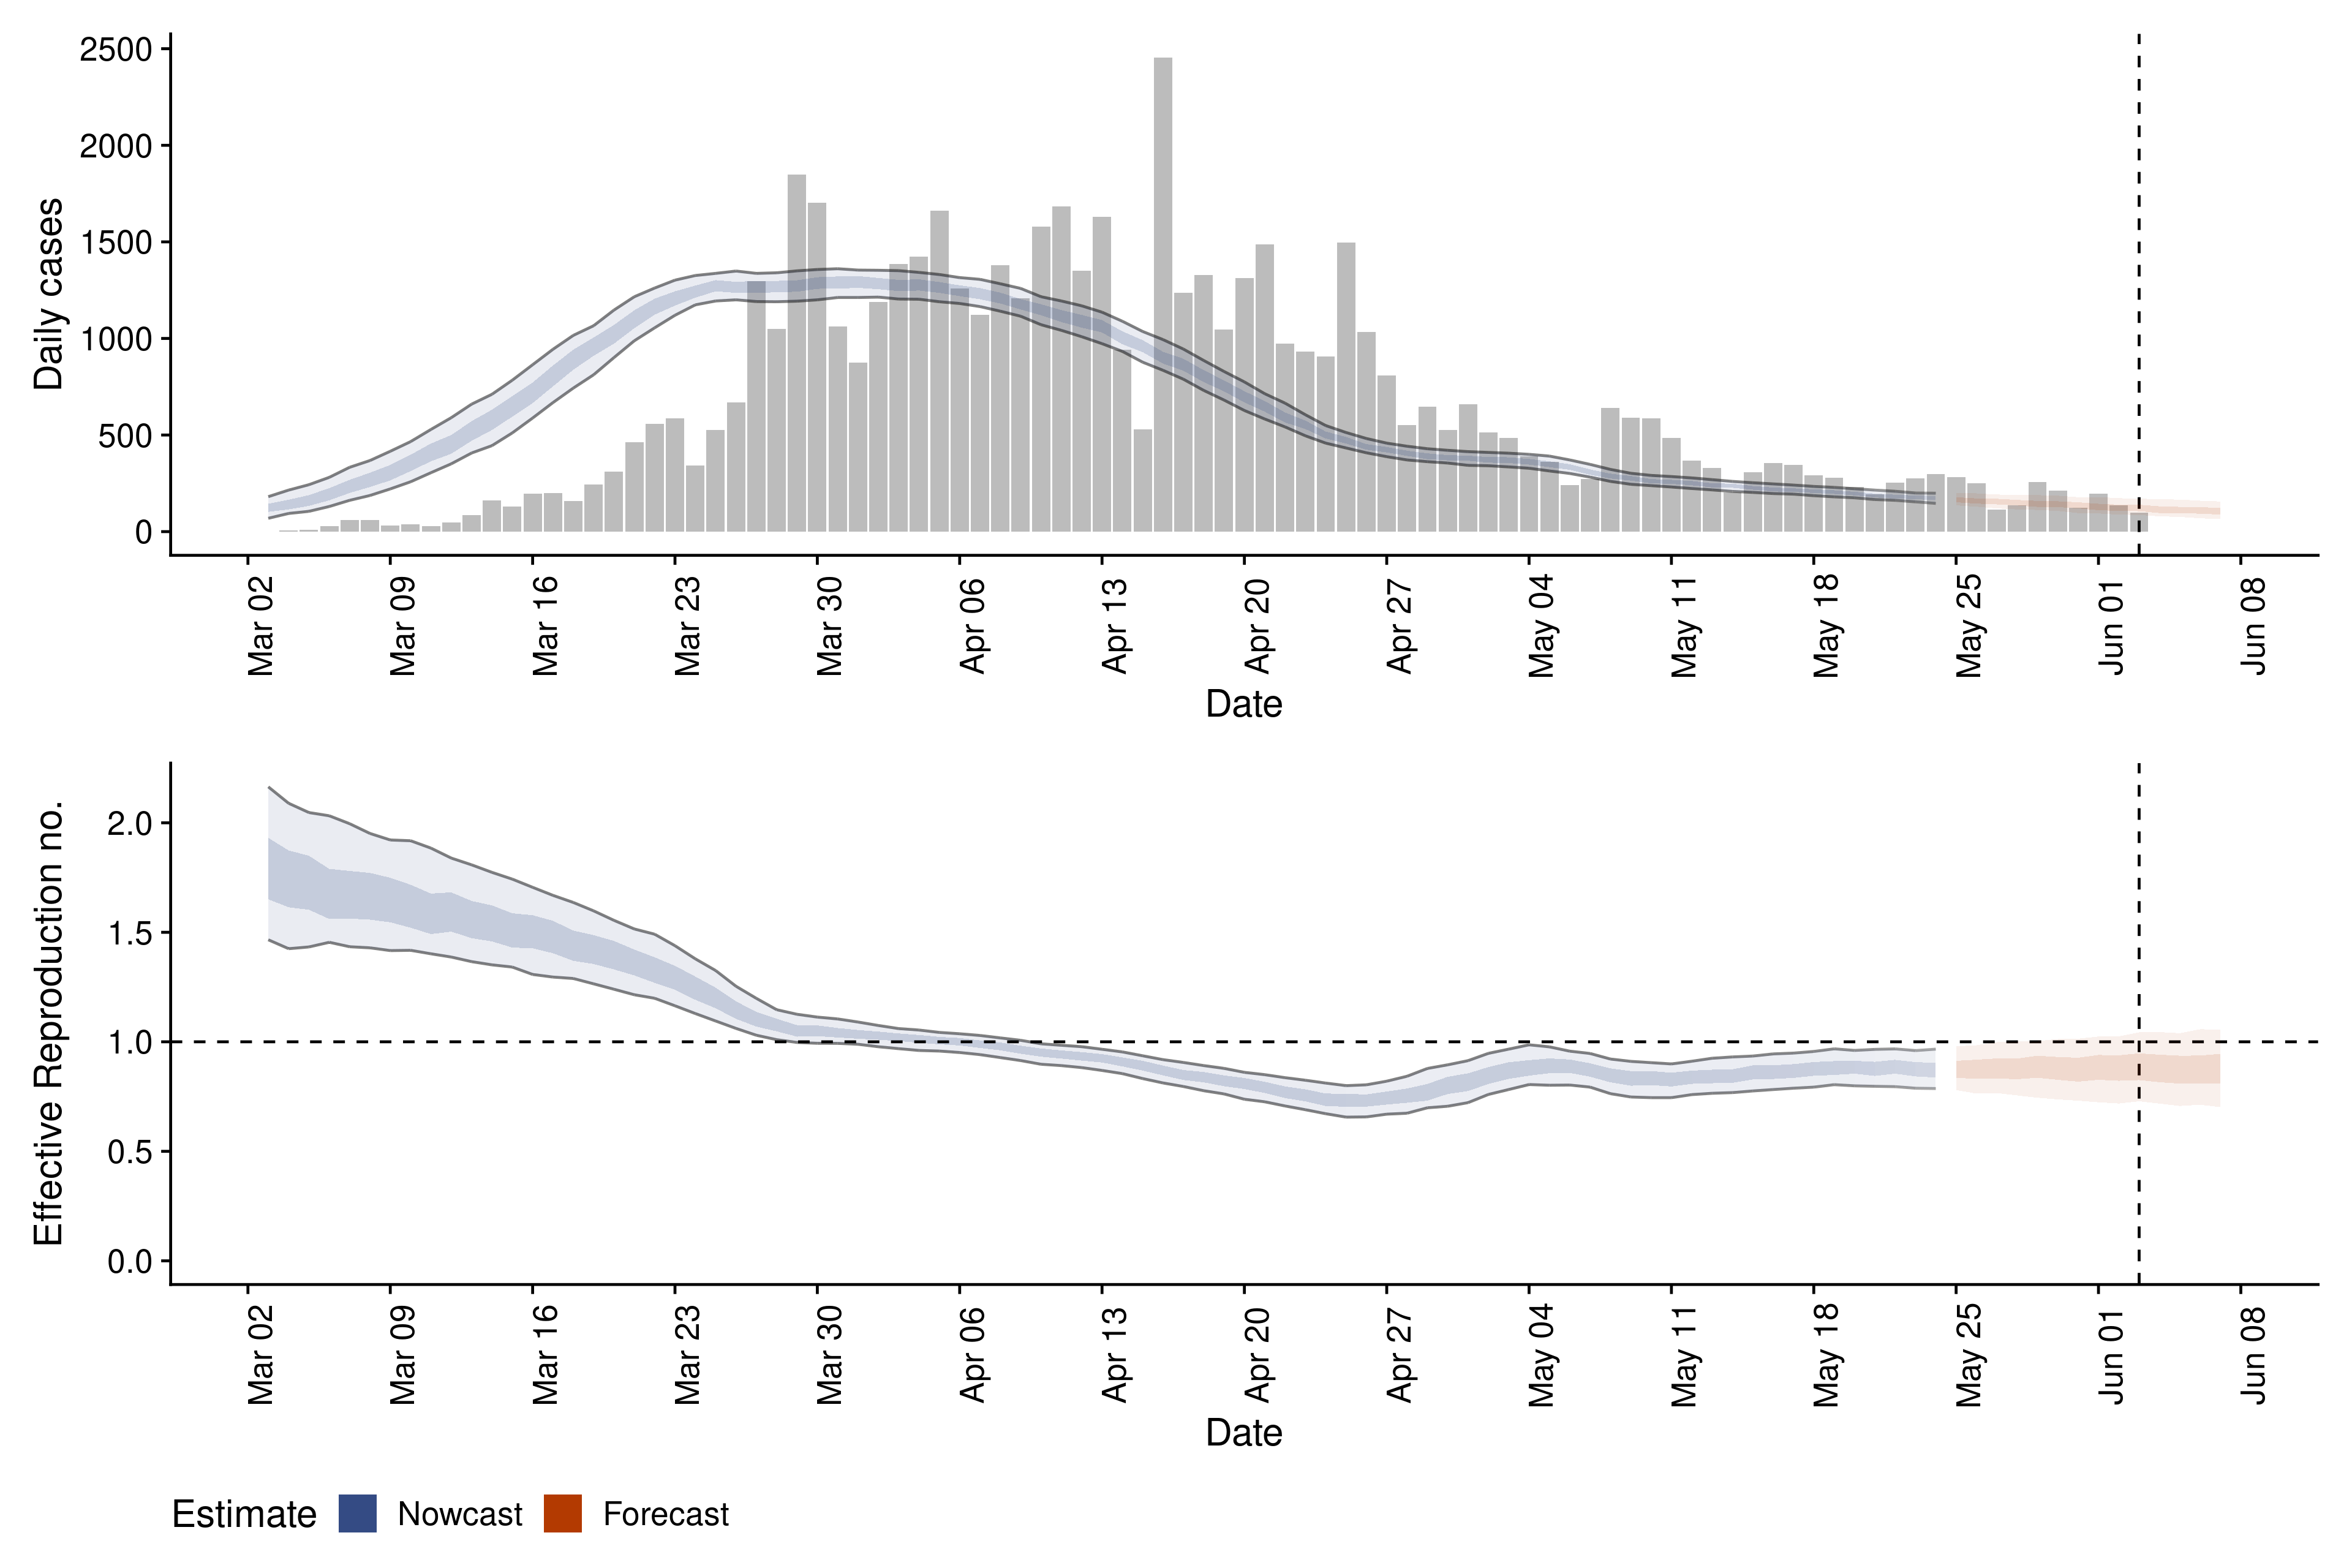 Daily cases
2500
2000
1500
1000
500
0
Mar 02
Mar 09
Mar 16
Mar 23
Mar 30
Apr 06
Apr 13
Apr 20
Apr 27
May 04
May 11
May 18
May 25
Jun 01
Jun 08
Date
Effective Reproduction no.
2.0
1.5
1.0
0.5
0.0
Mar 02
Mar 09
Mar 16
Mar 23
Mar 30
Apr 06
Apr 13
Apr 20
Apr 27
May 04
May 11
May 18
May 25
Jun 01
Jun 08
Date
Estimate Nowcast Forecast